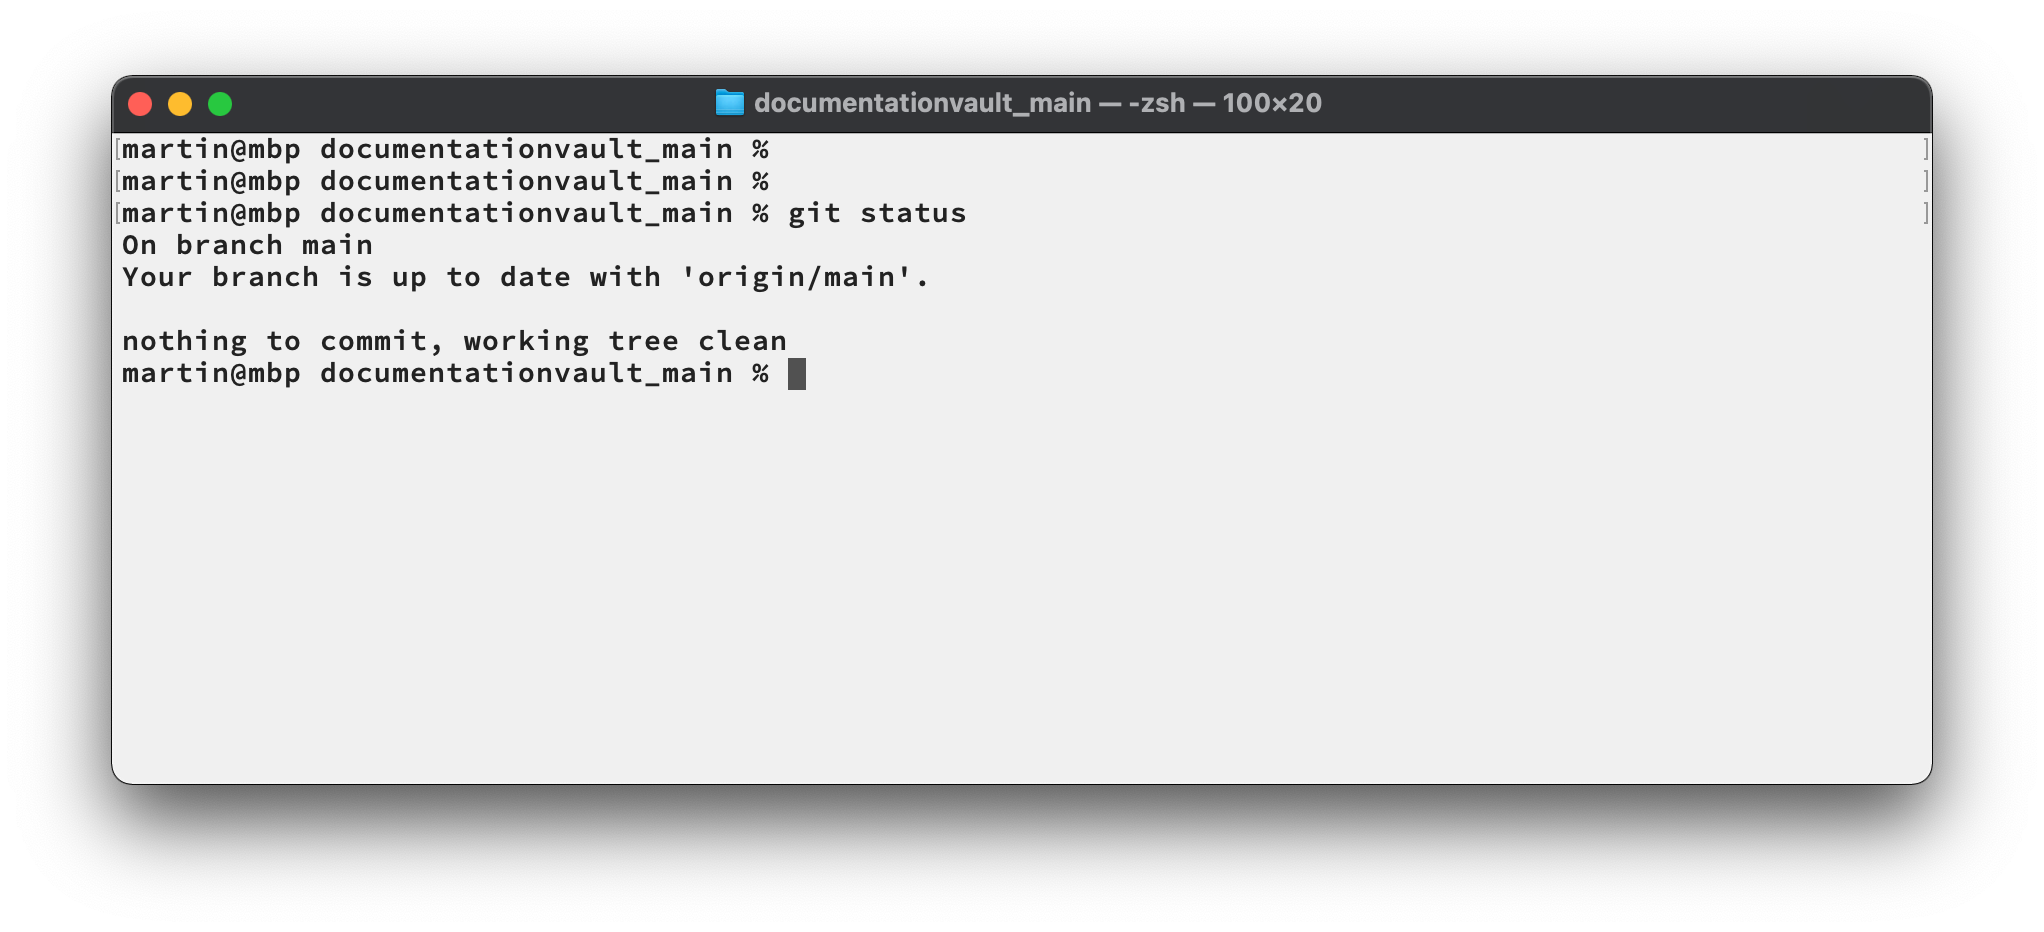 documentationvault_main — -zsh — 100×20
martin@mbp documentationvault_main %
martin@mbp documentationvault_main %
martin@mbp documentationvault_main % git status
On branch main
Your branch is up to date with 'origin/main'.
nothing to commit, working tree clean
martin@mbp documentationvault_main %